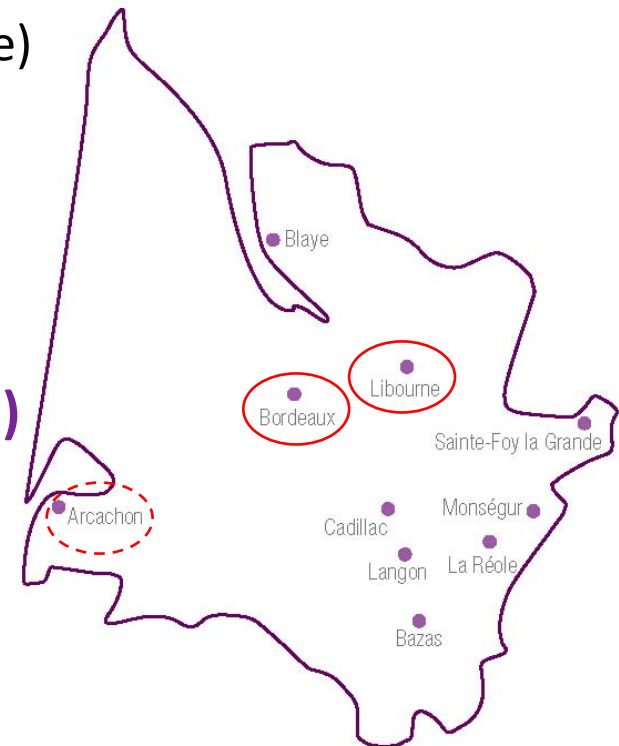 e)
Blaye
Libourne
Bordeaux
)
Sainte-Foy la Grande
Arcachon
Monségur
Cadillac
La Réole
Langon
Bazas